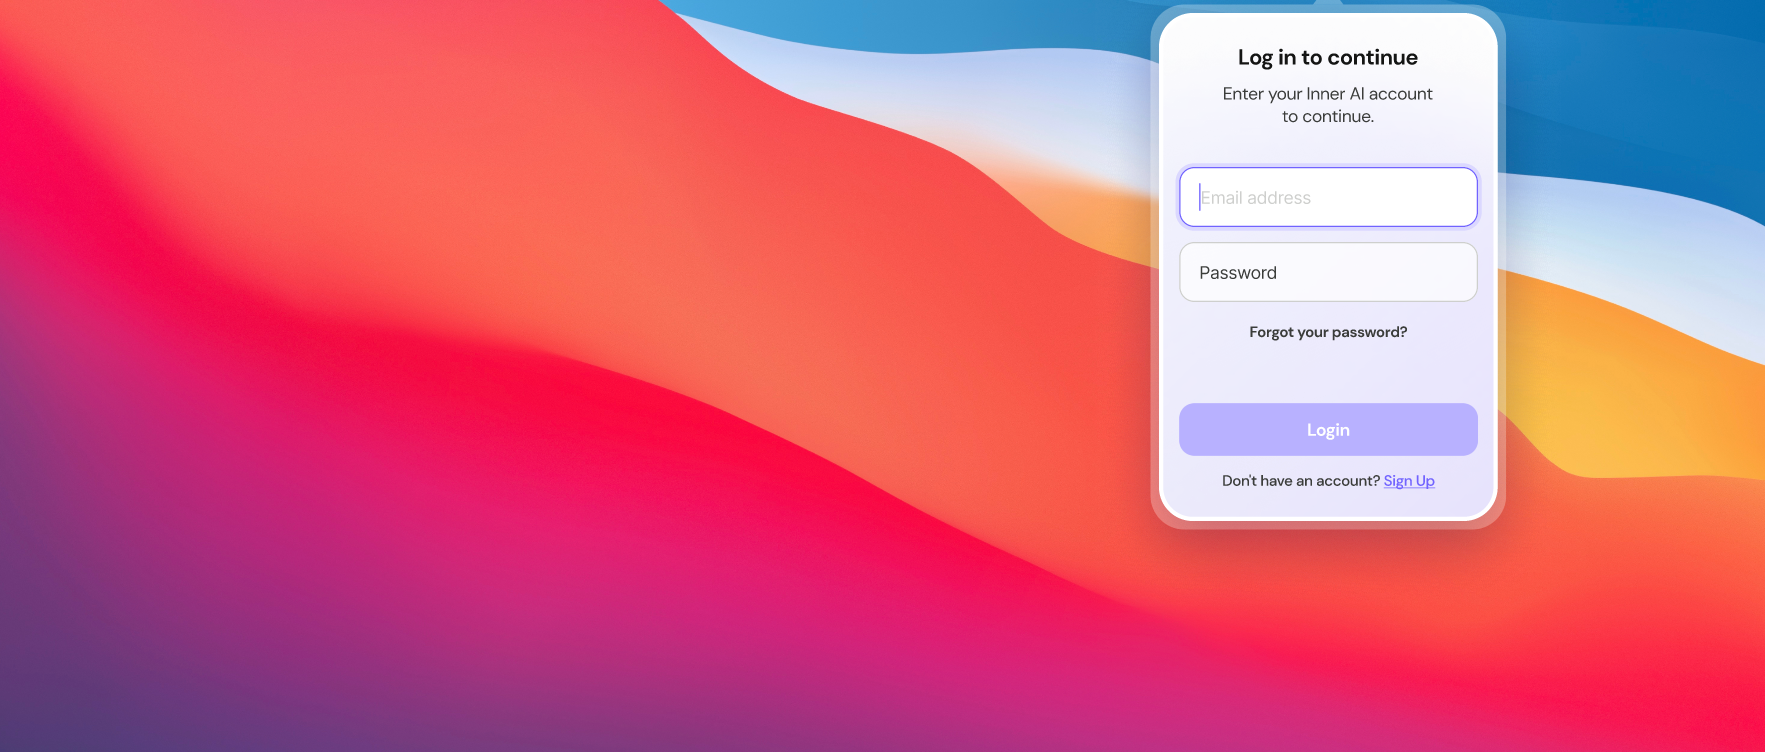 Log in to continue
Enter your Inner AI account
to continue.
Email address
Password
Forgot your password?
Login
Don't have an account? Sign Up